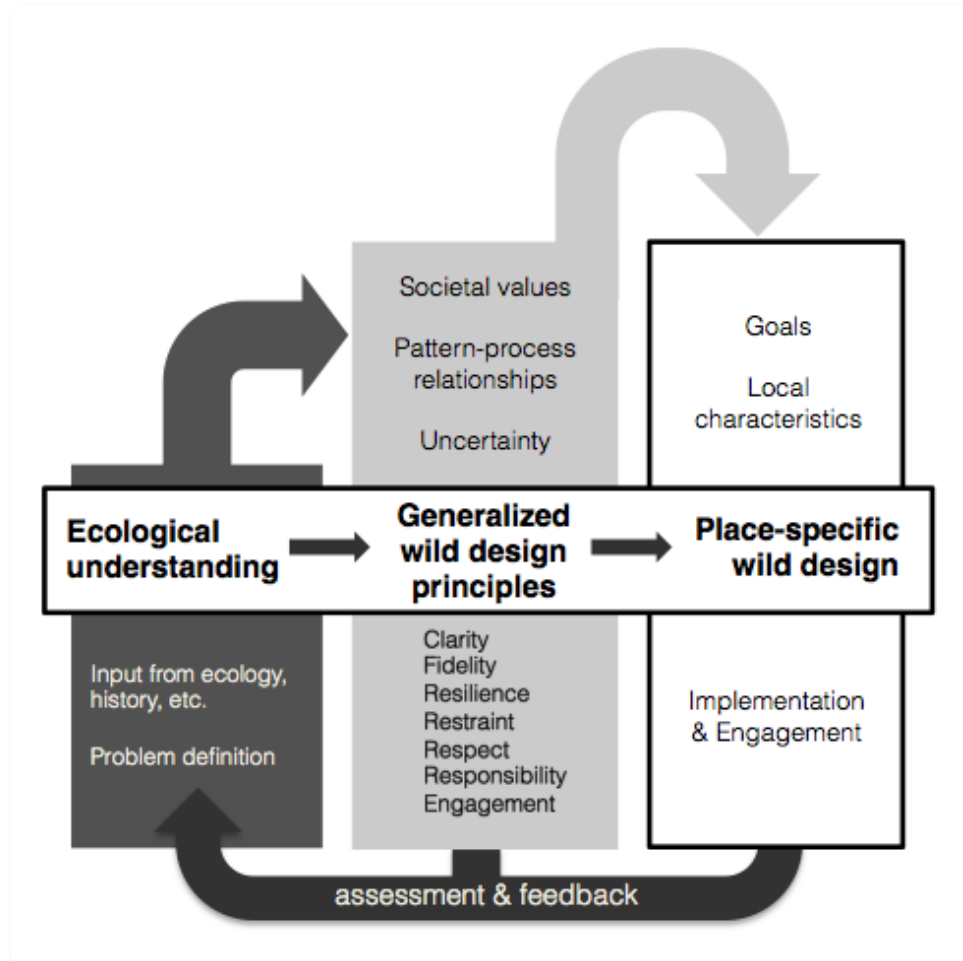 Societal values
Pattern-process
relationships
Uncertainty
Goals
Local
characteristics
Ecological
understanding
Generalized
wild design
principles
Place-specific
wild design
Input from ecology,
history, etc.
Problem definition
Clarity
Fidelity
Resilience
Restraint
Respect
Responsibility
Engagement
Implementation
& Engagement
assessment & feedback